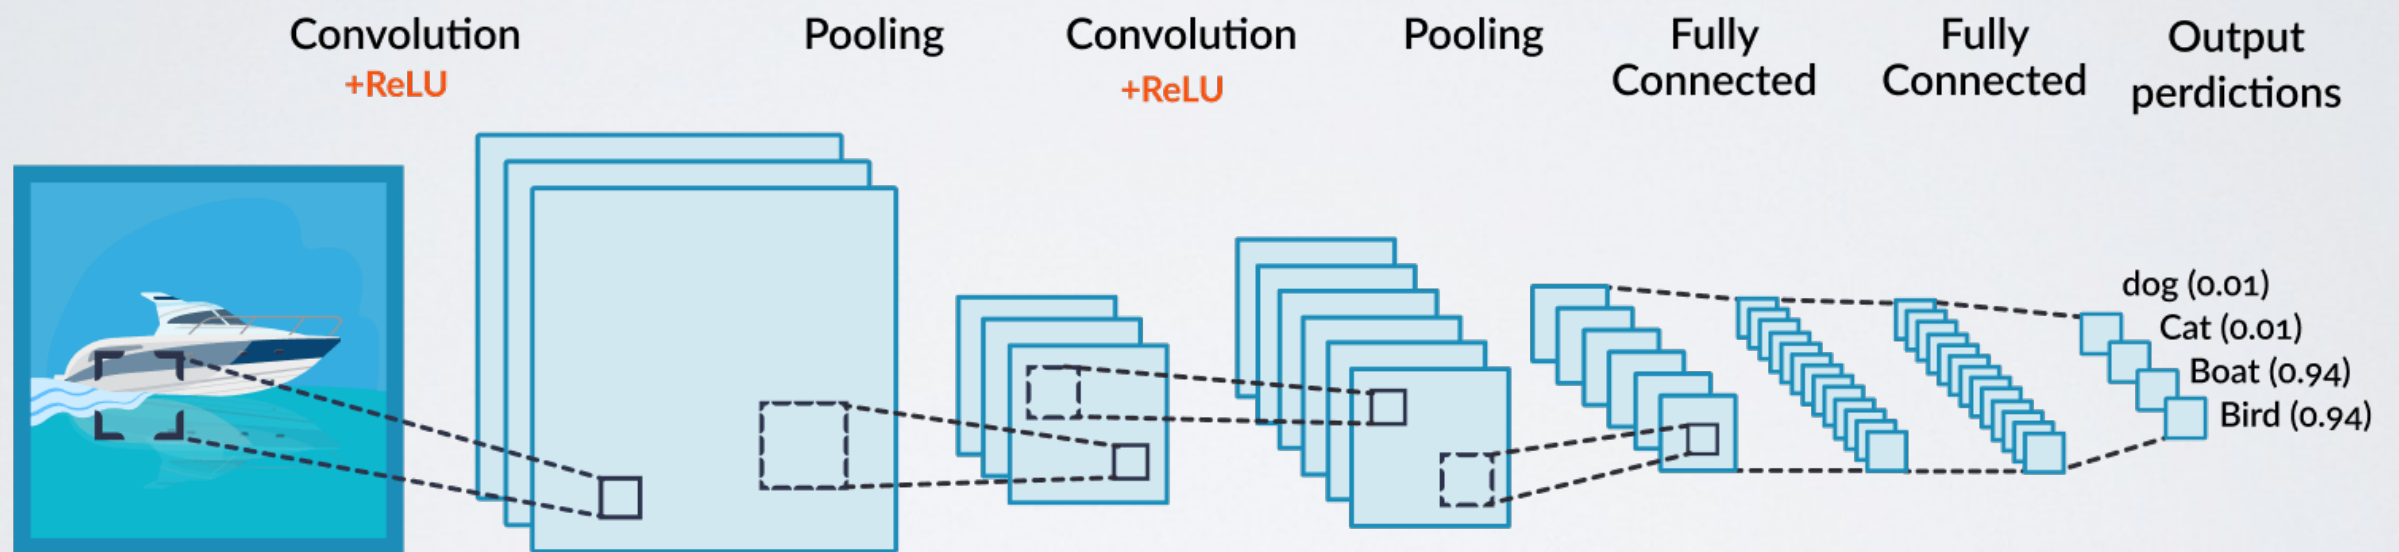 Convolution
+ReLU
Pooling
Convolution
+ReLU
Pooling
Fully
Connected
Fully
Connected
Output
perdictions
dog (0.01)
Cat (0.01)
Boat (0.94)
Bird (0.94)